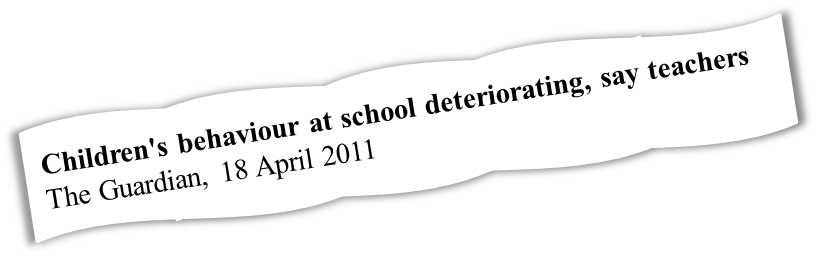 Children's behaviour at school deteriorating, say teachers
The Guardian, 18 April 2011